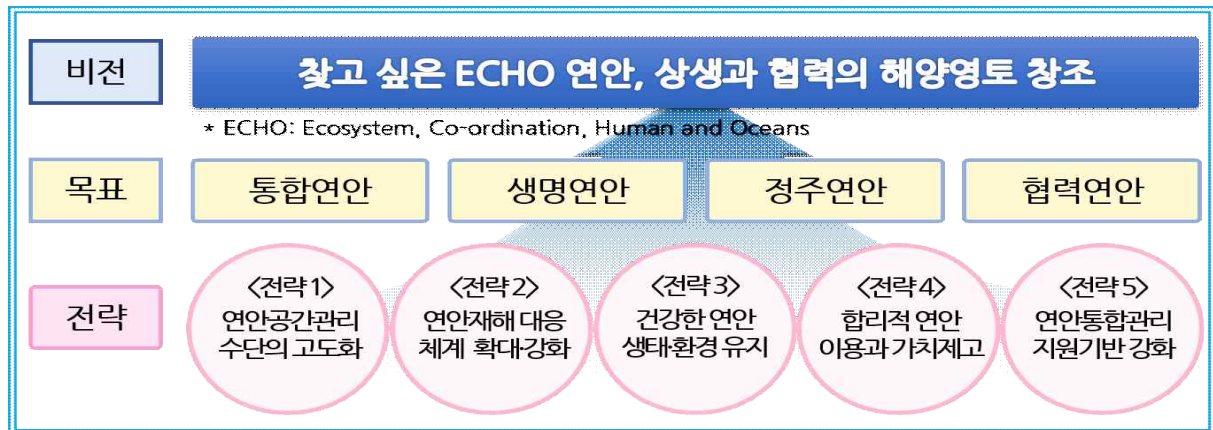 비전
찾고 싶은 ECHO 연안, 상생과 협력의 해양영토 창조
* ECHO: Ecosystem, Co-ordination, Human and Oceans
목표
통합연안
생명연안
정주연안
협력연안
전략
<전략 1>
연안공간관리
수단의 고도화
<전략 2>
연안재해 대응
체계 확대·강화
<전략 3>
건강한 연안
생태·환경 유지
<전략 4>
합리적 연안
이용과 가치제고
<전략 5>
연안통합관리
지원기반 강화